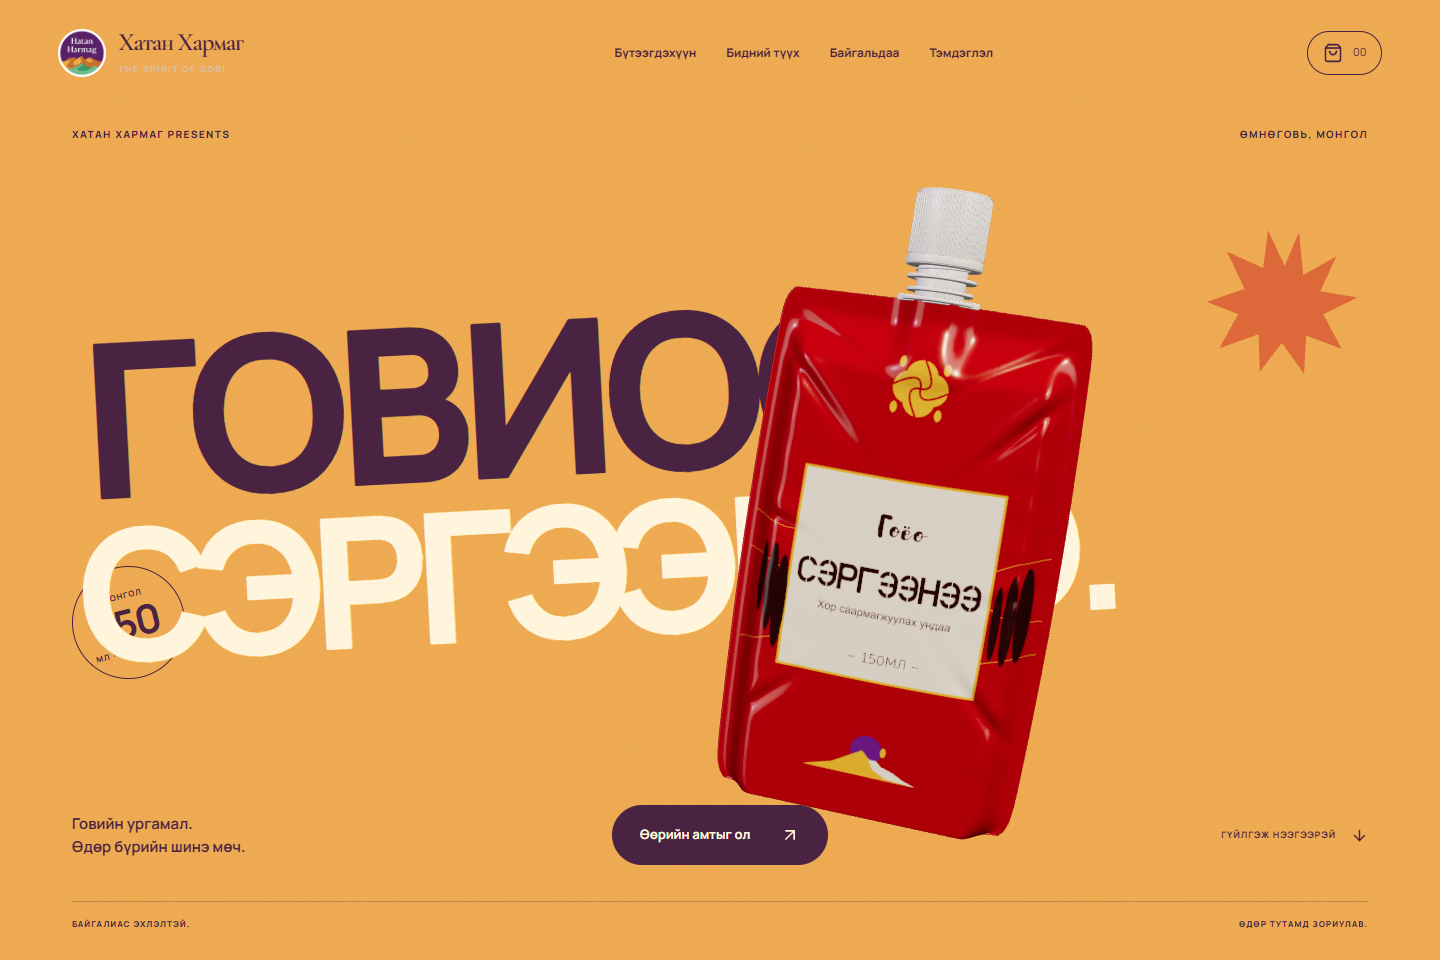 Hatan
Harmag
Хатан Хармаг
THE SPIRIT OF GOBI
Бүтээгдэхүүн
Бидний түүх
Байгальдаа
Тэмдэглэл
00
ХАТАН ХАРМАГ PRESENTS
ӨМНӨГОВЬ, МОНГОЛ
ГОВИО
СЭРГЭЭ
.
50
МЛ
Гоёо
СЭРГЭЭНЭЭ
Хор саармагжуулах ундаа
– 150МЛ –
Говийн ургамал.
Өдөр бүрийн шинэ мөч.
Өөрийн амтыг ол
ГҮЙЛГЭЖ НЭЭГЭЭРЭЙ
БАЙГАЛИАС ЭХЛЭЛТЭЙ.
ӨДӨР ТУТАМД ЗОРИУЛАВ.